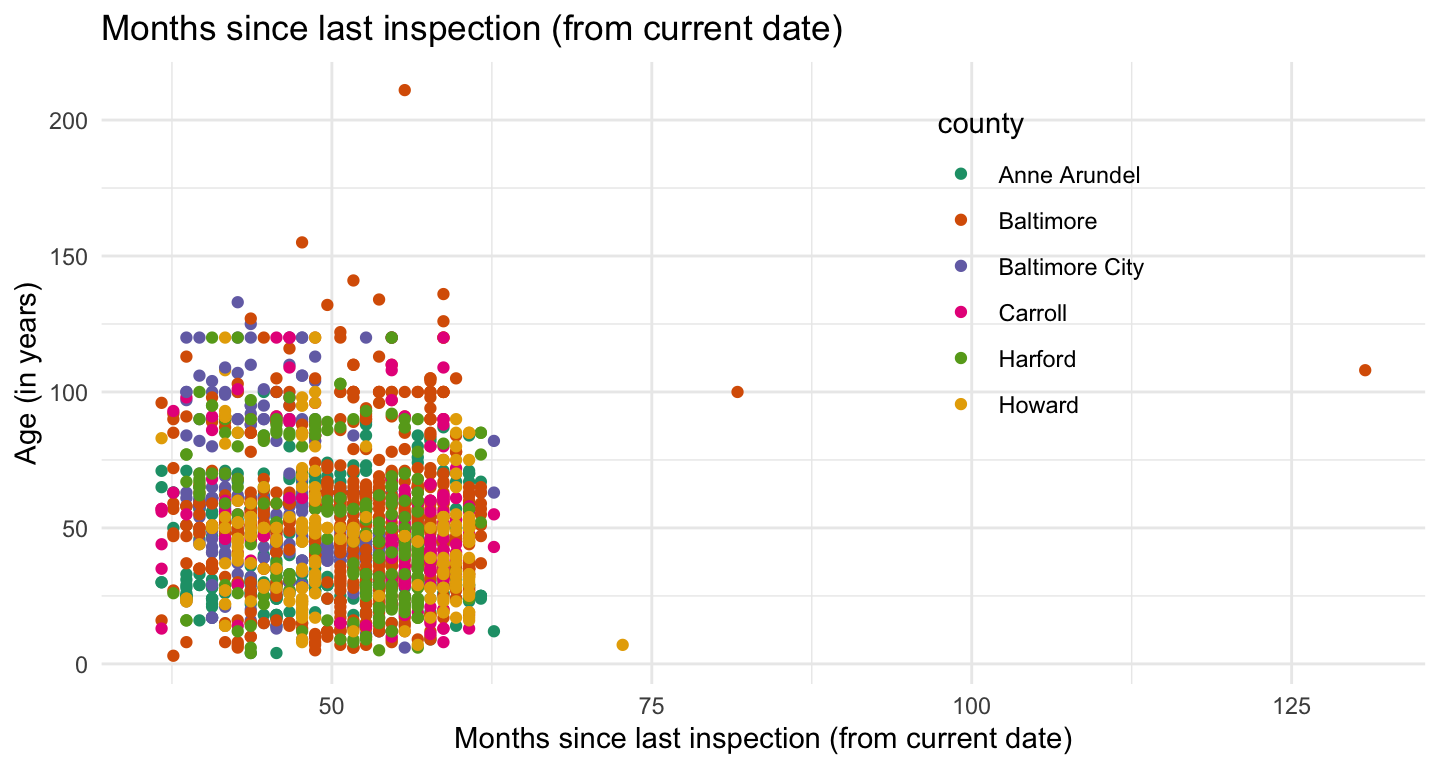 Months since last inspection (from current date)
200
150
100
50
0
Age (in years)
county
Anne Arundel
Baltimore
Baltimore City
Carroll
Harford
Howard
50
75
100
125
Months since last inspection (from current date)